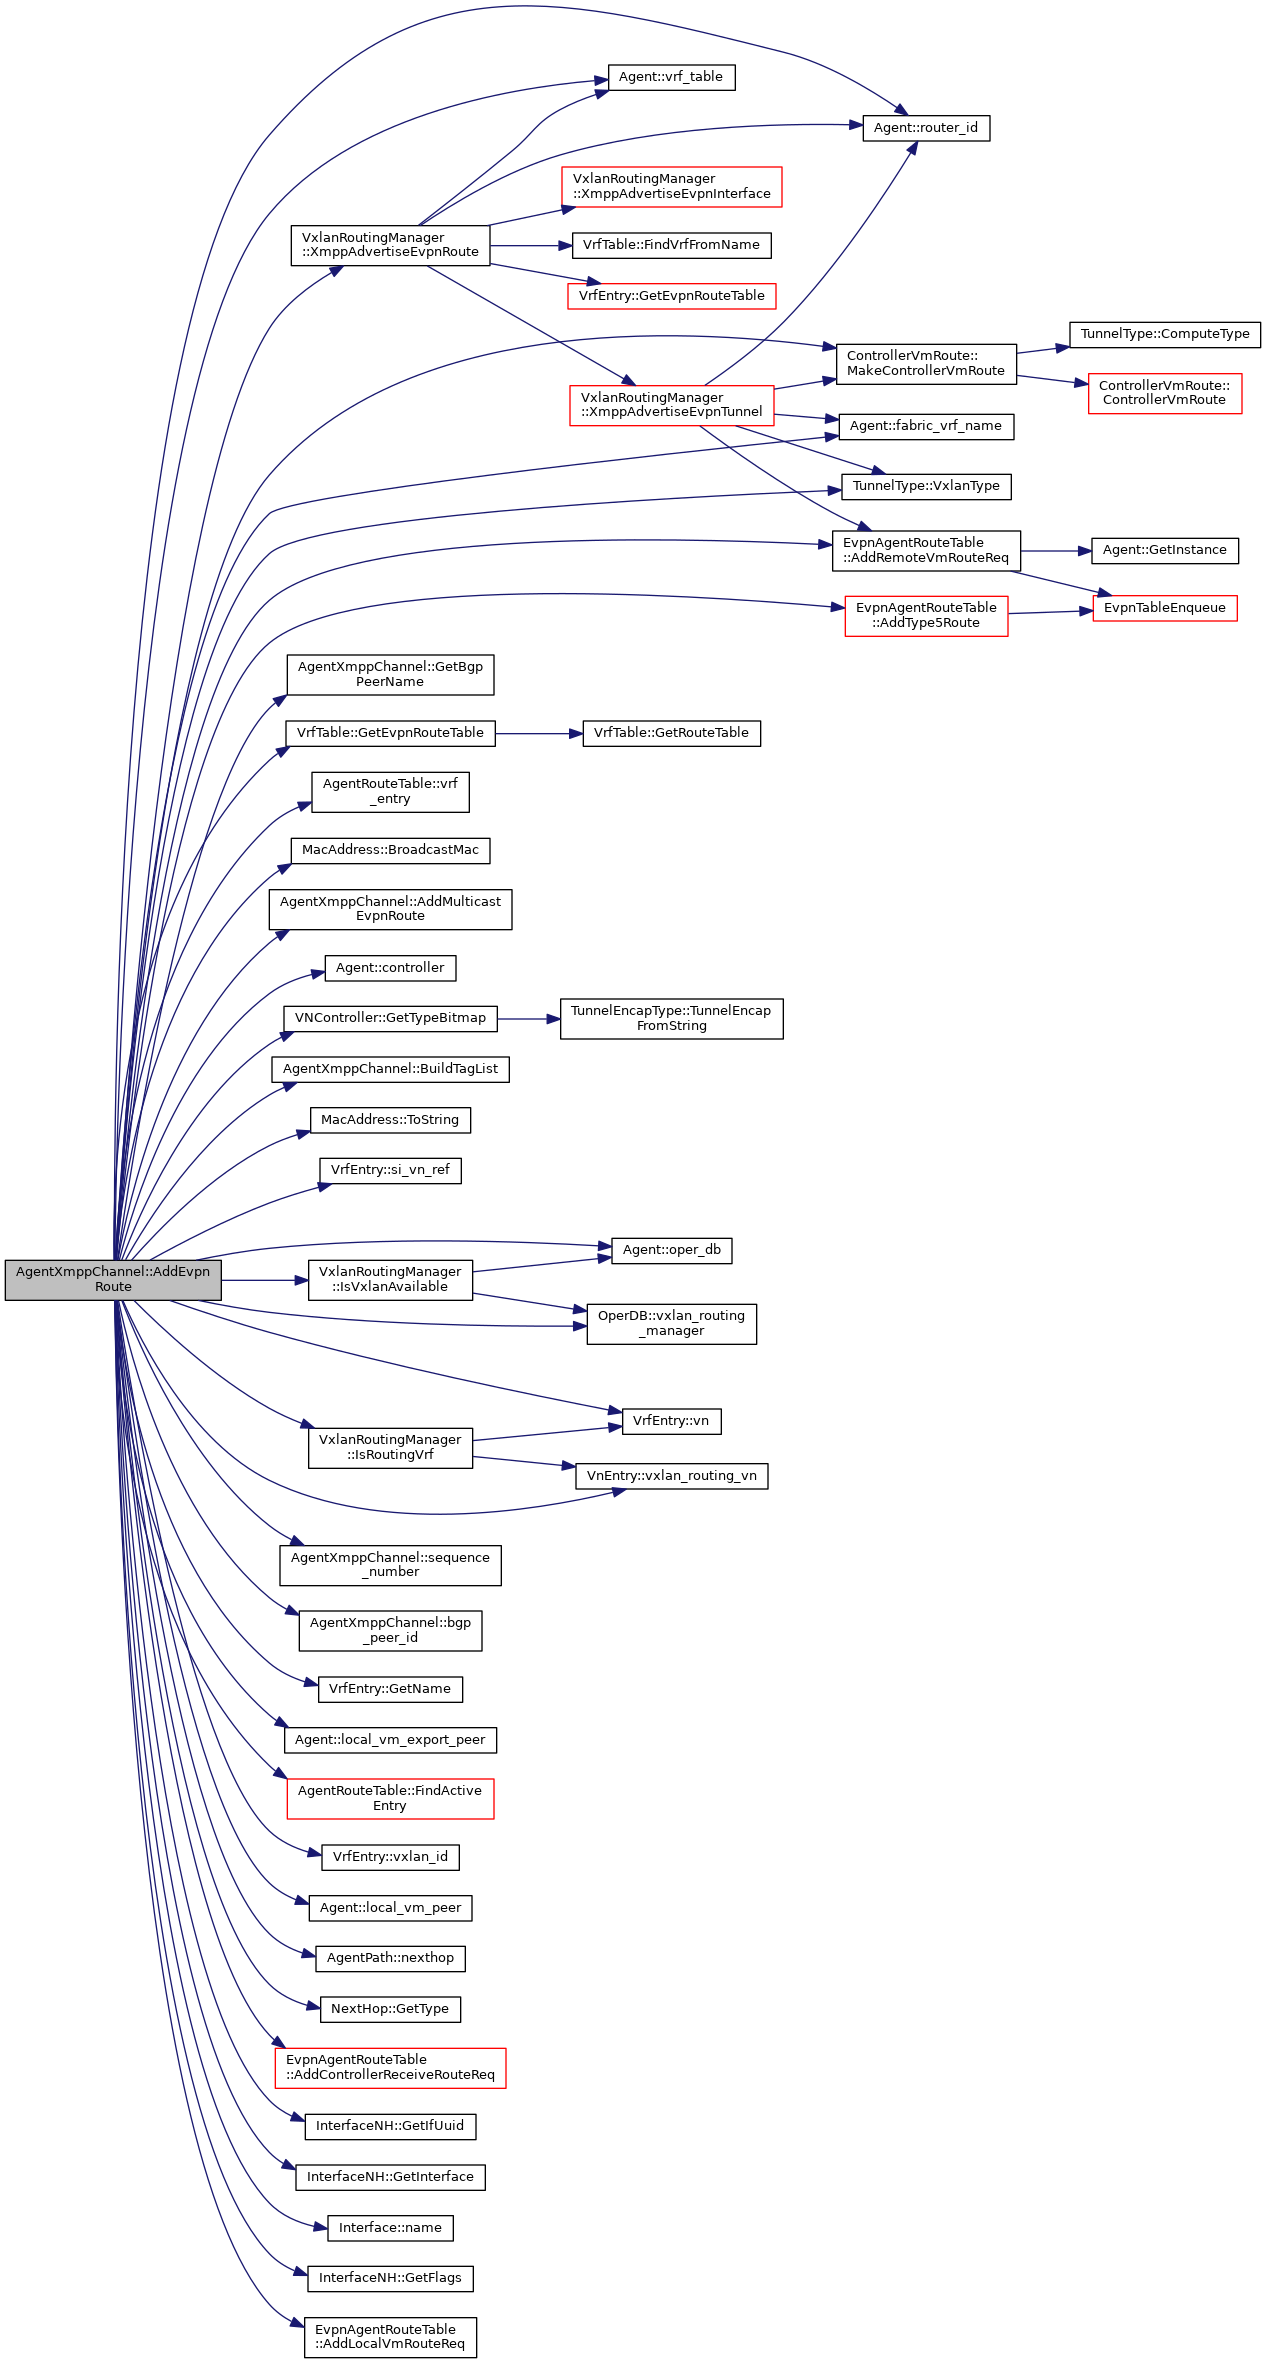 Agent::vrf_table
Agent::router_id
VxlanRoutingManager
::XmppAdvertiseEvpnInterface
VxlanRoutingManager
::XmppAdvertiseEvpnRoute
VrfTable::FindVrfFromName
VrfEntry::GetEvpnRouteTable
TunnelType::ComputeType
ControllerVmRoute::
MakeControllerVmRoute
ControllerVmRoute::
ControllerVmRoute
VxlanRoutingManager
::XmppAdvertiseEvpnTunnel
Agent::fabric_vrf_name
TunnelType::VxlanType
EvpnAgentRouteTable
::AddRemoteVmRouteReq
Agent::GetInstance
EvpnAgentRouteTable
::AddType5Route
EvpnTableEnqueue
AgentXmppChannel::GetBgp
PeerName
VrfTable::GetEvpnRouteTable
VrfTable::GetRouteTable
AgentRouteTable::vrf
_entry
MacAddress::BroadcastMac
AgentXmppChannel::AddMulticast
EvpnRoute
Agent::controller
VNController::GetTypeBitmap
TunnelEncapType::TunnelEncap
FromString
AgentXmppChannel::BuildTagList
MacAddress::ToString
VrfEntry::si_vn_ref
Agent::oper_db
AgentXmppChannel::AddEvpn
Route
VxlanRoutingManager
::IsVxlanAvailable
OperDB::vxlan_routing
_manager
VrfEntry::vn
VxlanRoutingManager
::IsRoutingVrf
VnEntry::vxlan_routing_vn
AgentXmppChannel::sequence
_number
AgentXmppChannel::bgp
_peer_id
VrfEntry::GetName
Agent::local_vm_export_peer
AgentRouteTable::FindActive
Entry
VrfEntry::vxlan_id
Agent::local_vm_peer
AgentPath::nexthop
NextHop::GetType
EvpnAgentRouteTable
::AddControllerReceiveRouteReq
InterfaceNH::GetIfUuid
InterfaceNH::GetInterface
Interface::name
InterfaceNH::GetFlags
EvpnAgentRouteTable
::AddLocalVmRouteReq